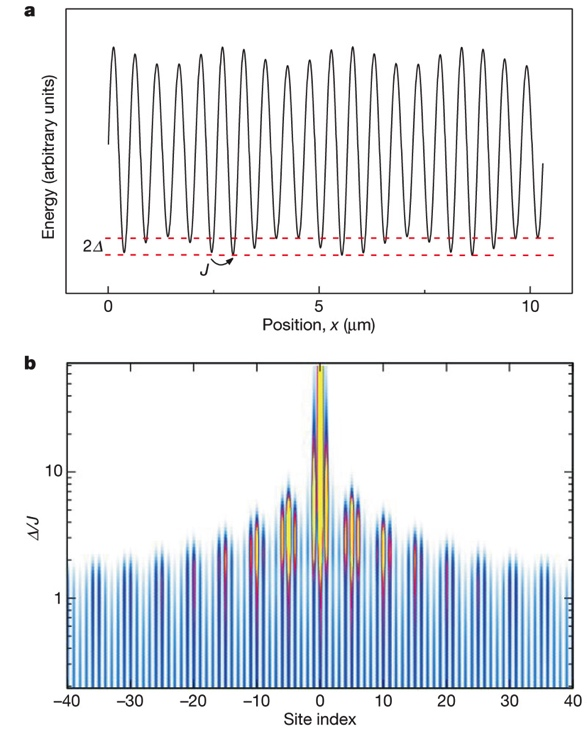 a
Energy (arbitrary units)
2Δ
J
0 5 10
Position, x (μm)
b
Δ/J
10
1
−40 −30 −20 −10 0 10 20 30 40
Site index